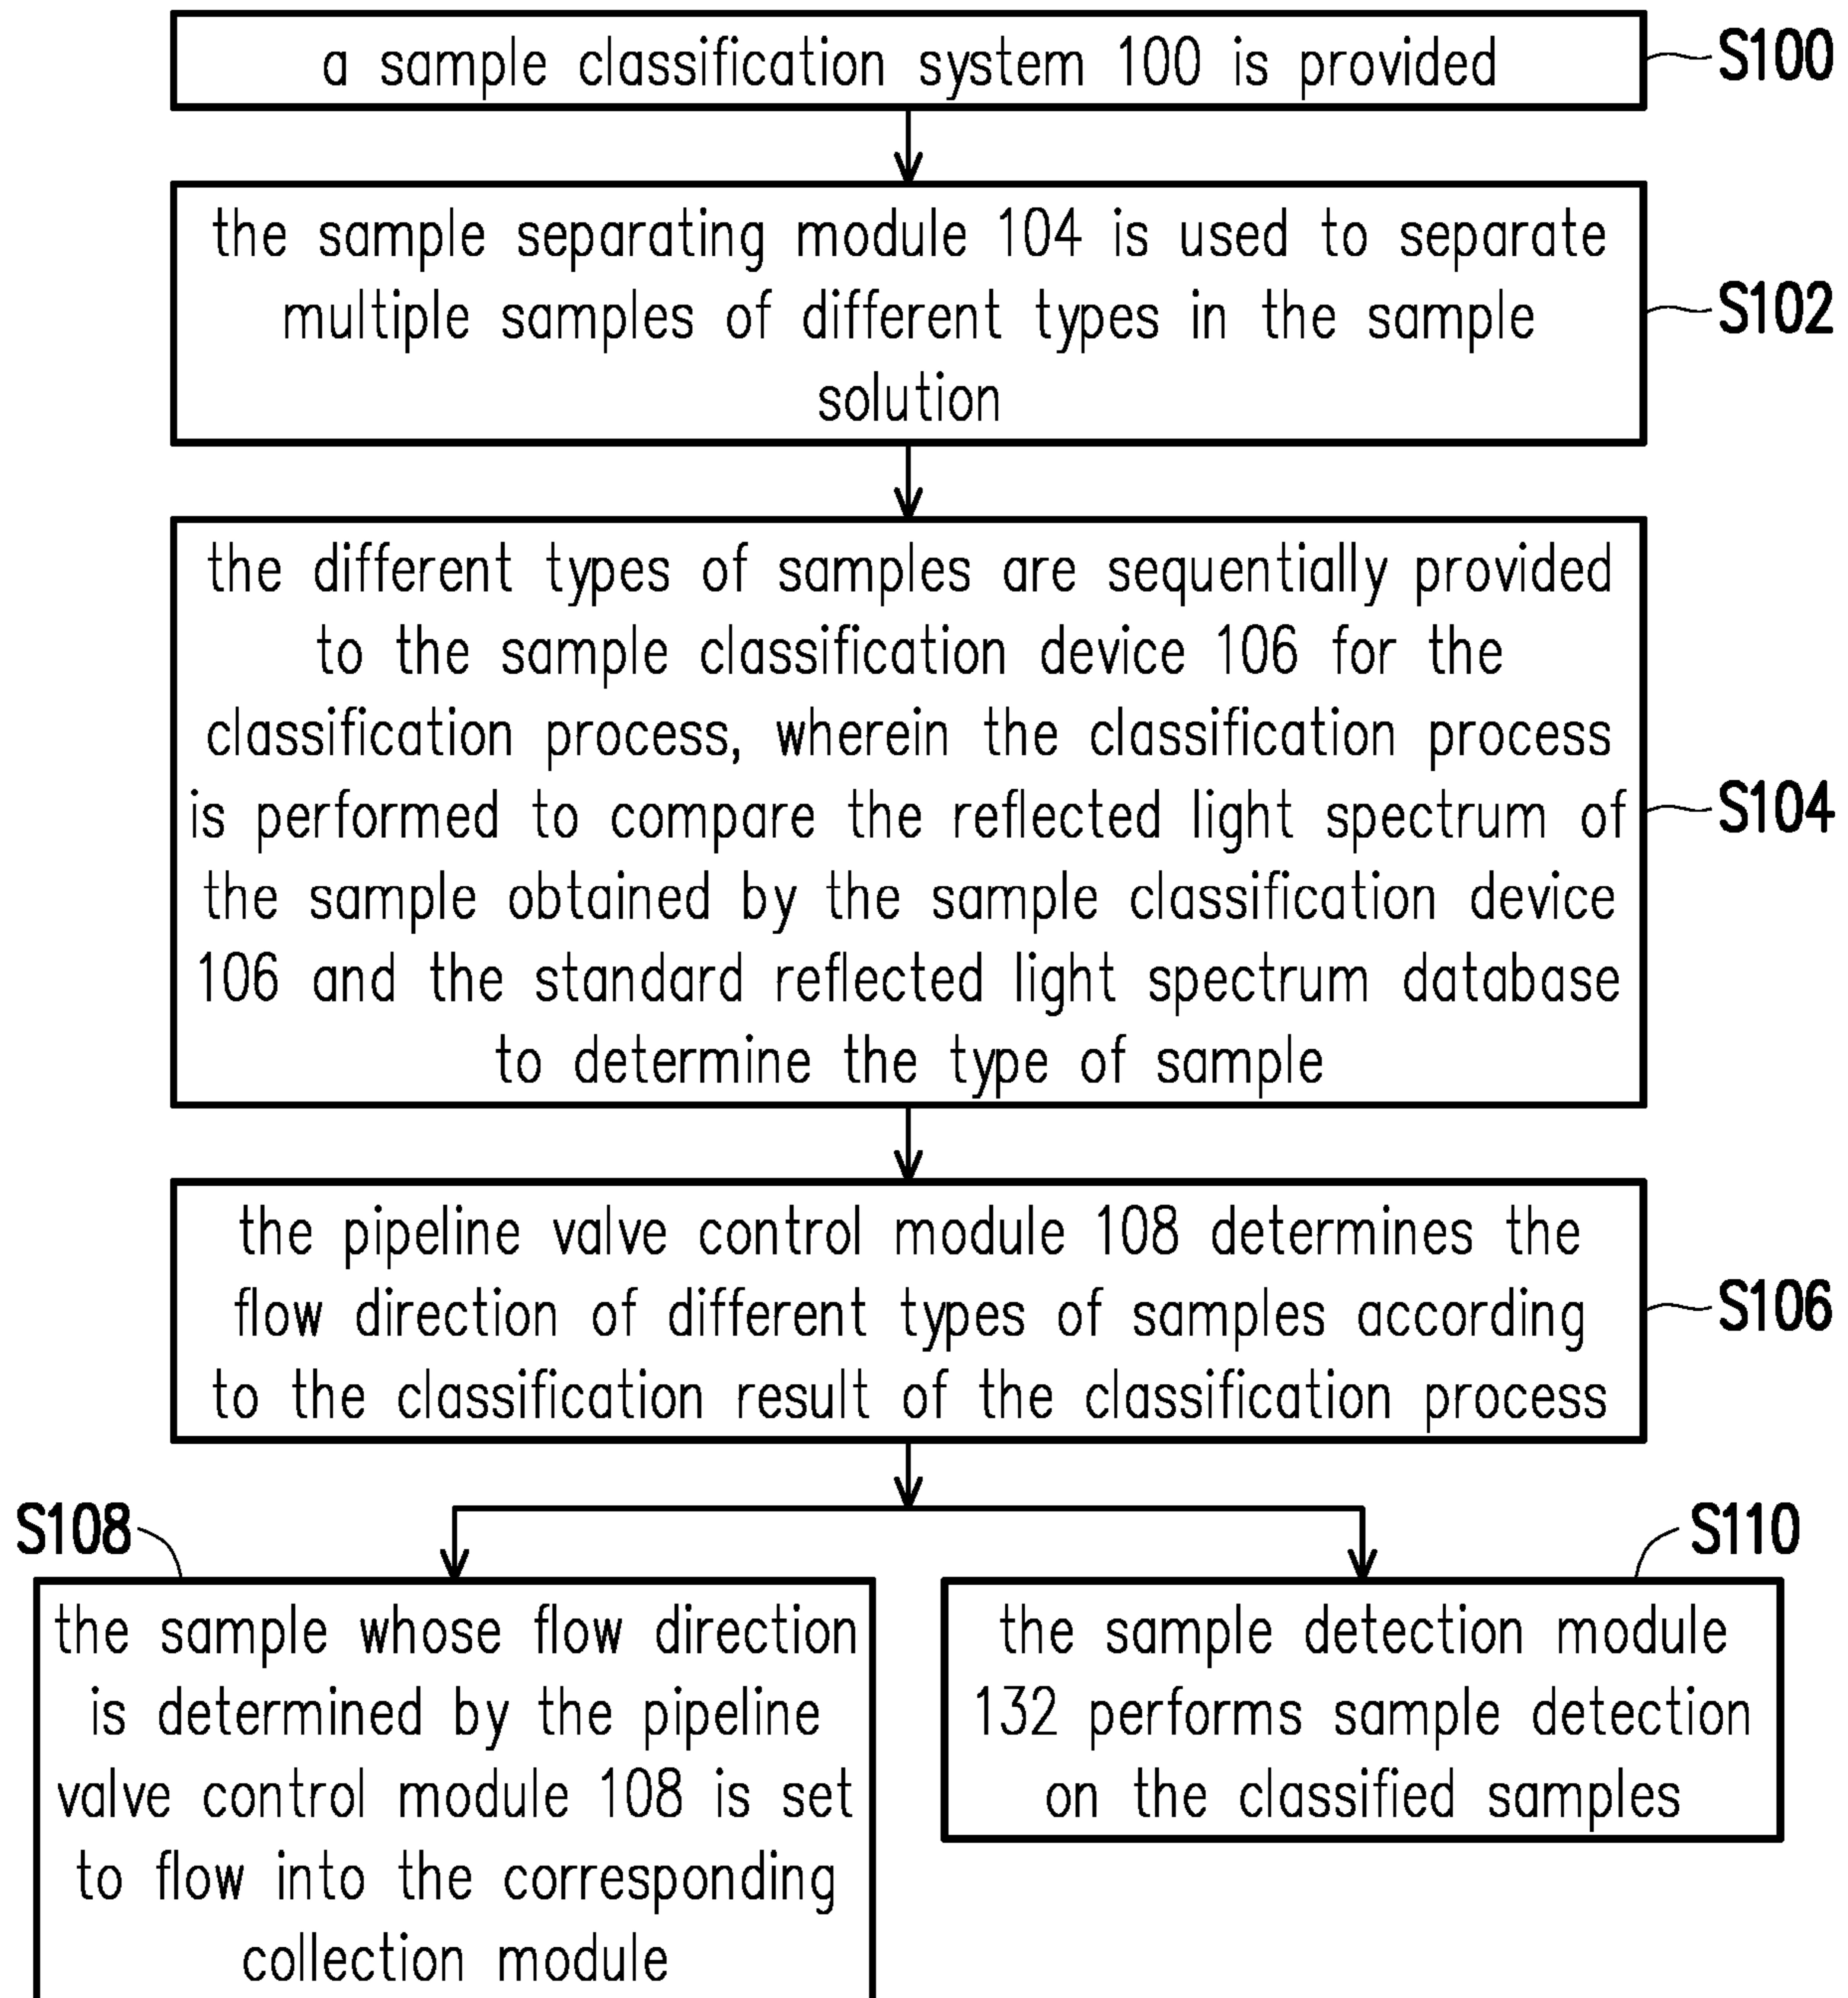 a sample classification system 100 is provided
S100
the sample separating module 104 is used to separate
multiple samples of different types in the sample
solution
S102
the different types of samples are sequentially provided
to the sample classification device 106 for the
classification process, wherein the classification process
is performed to compare the reflected light spectrum of
the sample obtained by the sample classification device
106 and the standard reflected light spectrum database
to determine the type of sample
S104
the pipeline valve control module 108 determines the
flow direction of different types of samples according
to the classification result of the classification process
S106
S108
the sample whose flow direction
is determined by the pipeline
valve control module 108 is set
to flow into the corresponding
collection module
S110
the sample detection module
132 performs sample detection
on the classified samples